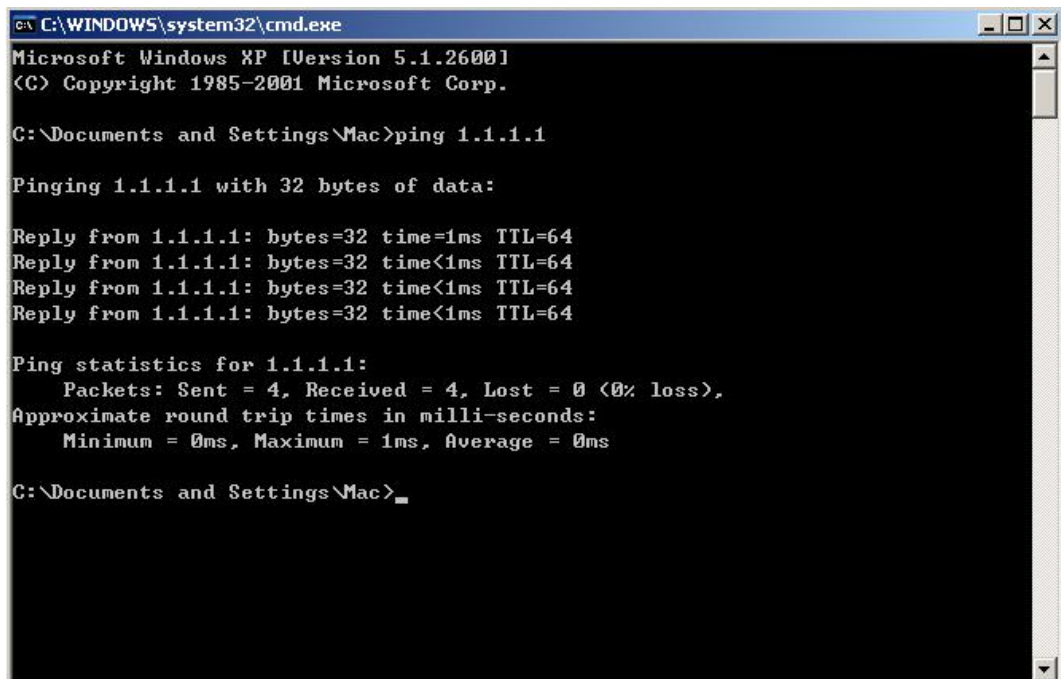 C:\WINDOWS\system32\cmd.exe
Microsoft Windows XP [Version 5.1.2600]
(C) Copyright 1985-2001 Microsoft Corp.
C:\Documents and Settings\Mac>ping 1.1.1.1
Pinging 1.1.1.1 with 32 bytes of data:
Reply from 1.1.1.1: bytes=32 time=1ms TTL=64
Reply from 1.1.1.1: bytes=32 time<1ms TTL=64
Reply from 1.1.1.1: bytes=32 time<1ms TTL=64
Reply from 1.1.1.1: bytes=32 time<1ms TTL=64
Ping statistics for 1.1.1.1:
Packets: Sent = 4, Received = 4, Lost = 0 (0% loss),
Approximate round trip times in milli-seconds:
Minimum = 0ms, Maximum = 1ms, Average = 0ms
C:\Documents and Settings\Mac>_